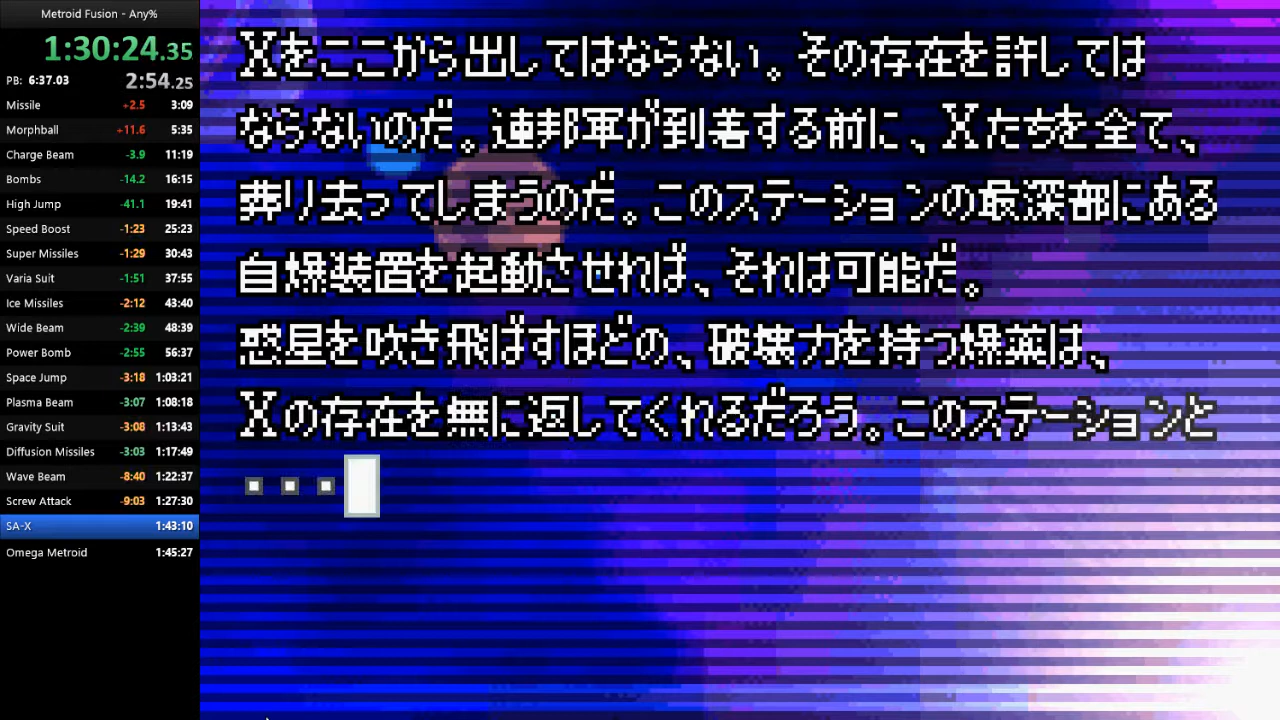 Metroid Fusion - Any%
1:30:24.35
PB: 6:37.03 2:54.25
Missile +2.5 3:09
Morphball +11.6 5:35
Charge Beam -3.9 11:19
Bombs -14.2 16:15
High Jump -41.1 19:41
Speed Boost -1:23 25:23
Super Missiles -1:29 30:43
Varia Suit -1:51 37:55
Ice Missiles -2:12 43:40
Wide Beam -2:39 48:39
Power Bomb -2:55 56:37
Space Jump -3:18 1:03:21
Plasma Beam -3:07 1:08:18
Gravity Suit -3:08 1:13:43
Diffusion Missiles -3:03 1:17:49
Wave Beam -8:40 1:22:37
Screw Attack -9:03 1:27:30
SA-X 1:43:10
Omega Metroid 1:45:27
Xをここから出してはならない。その存在を許しては
ならないのだ。連邦軍が到着する前に、Xたちを全て、
葬り去ってしまうのだ。このステーションの最深部にある
自爆装置を起動させれば、それは可能だ。
惑星を吹き飛ばすほどの、破壊力を持つ爆薬は、
Xの存在を無に返してくれるだろう。このステーションと
・・・